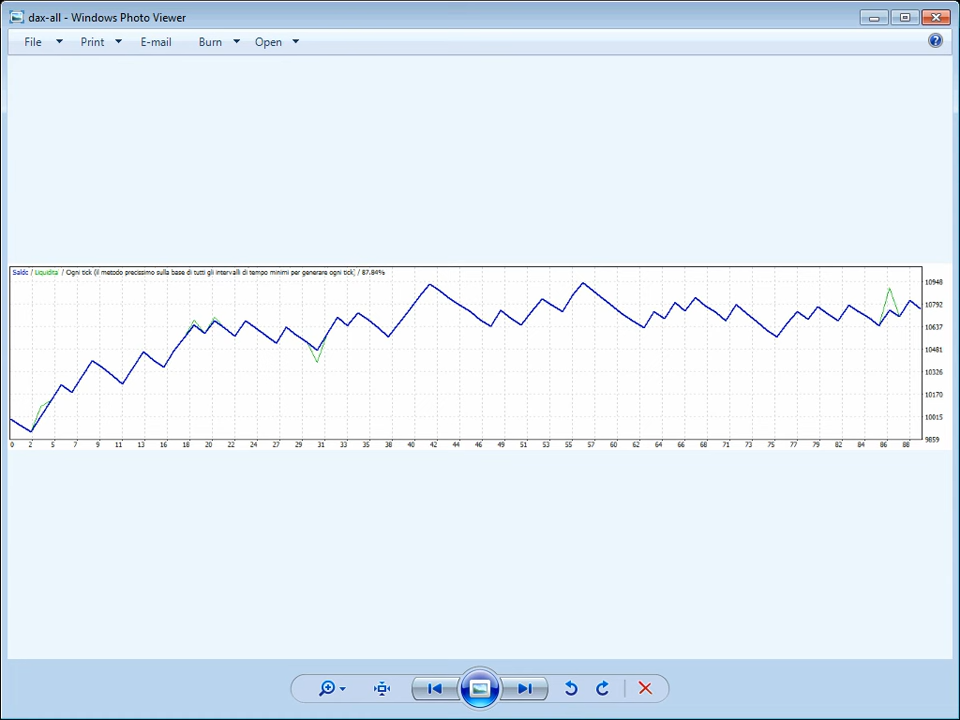 dax-all - Windows Photo Viewer
File Print E-mail Burn Open
Saldo / Liquidita / Ogni tick (il metodo precissimo sulla base di tutti gli intervalli di tempo minimi per generare ogni tick) / 87.84%
10948
10792
10637
10481
10326
10170
10015
9859
0 2 5 7 9 11 13 16 18 20 22 24 27 29 31 33 35 38 40 42 44 46 49 51 53 55 57 60 62 64 66 68 71 73 75 77 79 82 84 86 88